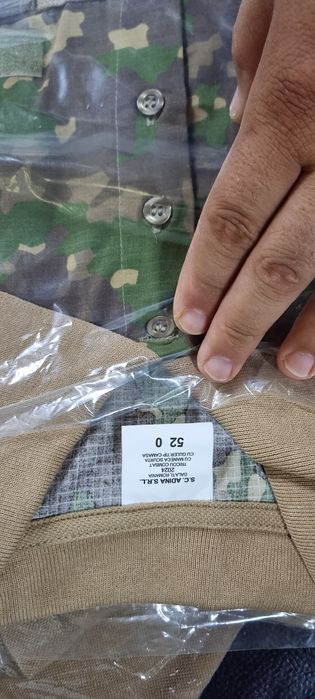 S.C. ADINA S.R.L.
GALATI, ROMANIA
2024
TRICOU COMBAT
CU MANECA SCURTA
CU GULER TIP CAMASA
52 0